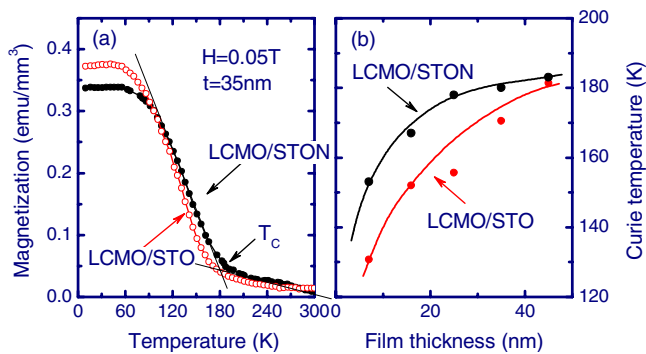 (a)
H=0.05T
t=35nm
LCMO/STON
LCMO/STO
T_C
Magnetization (emu/mm³)
0.4
0.3
0.2
0.1
0.0
0 60 120 180 240 300
Temperature (K)
(b)
LCMO/STON
LCMO/STO
0 20 40
Film thickness (nm)
200
180
160
140
120
Curie temperature (K)